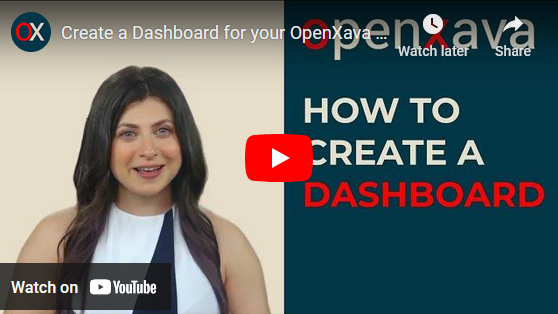 OX
Create a Dashboard for your OpenXava ...
openxava
Watch later
Share
HOW TO
CREATE A
DASHBOARD
Watch on YouTube